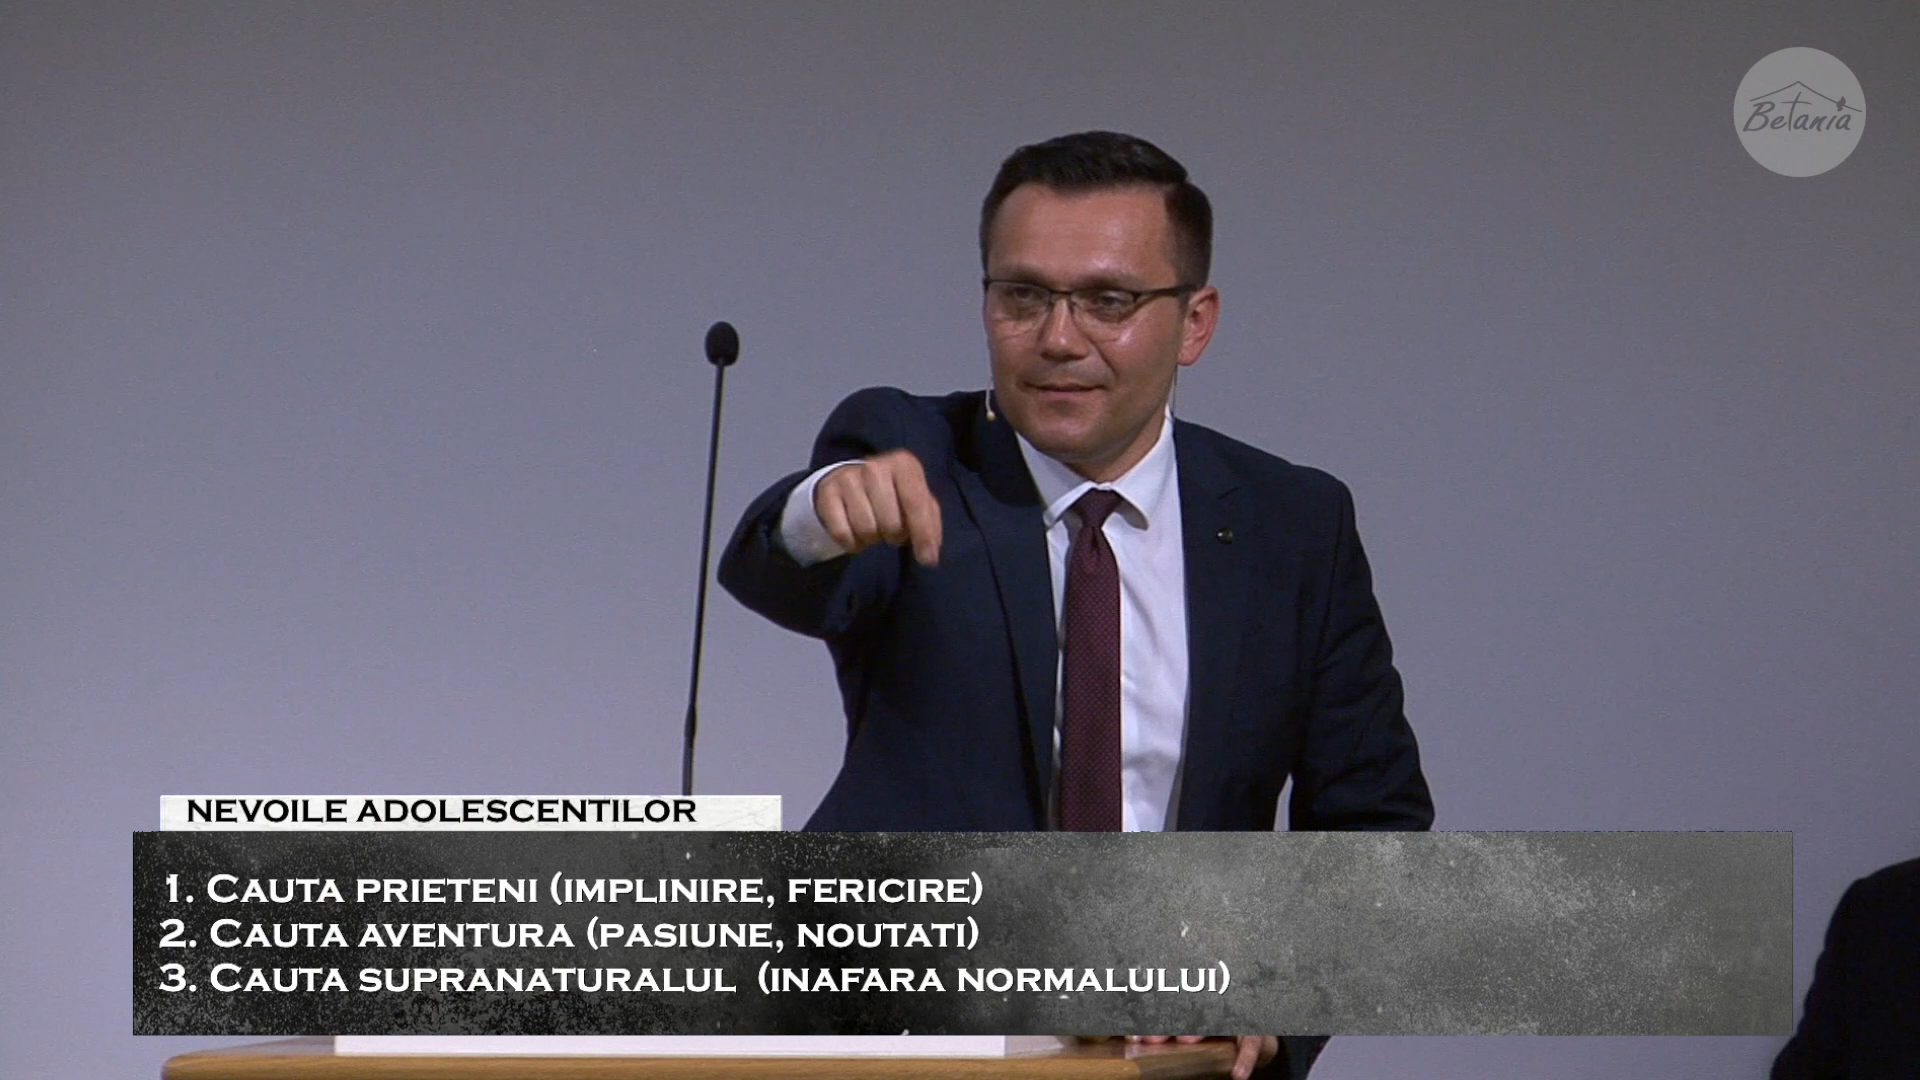 Betania
NEVOILE ADOLESCENTILOR
1. CAUTA PRIETENI (IMPLINIRE, FERICIRE)
2. CAUTA AVENTURA (PASIUNE, NOUTATI)
3. CAUTA SUPRANATURALUL (INAFARA NORMALULUI)